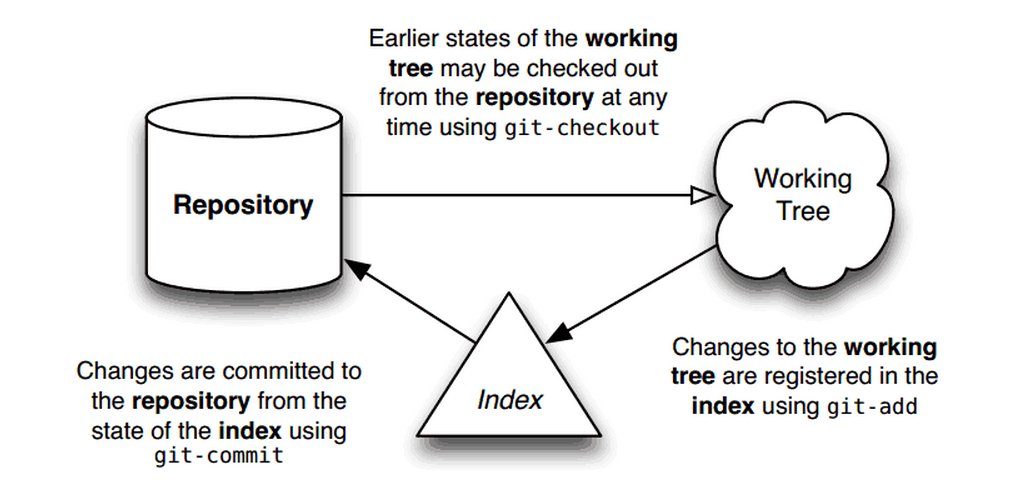 Earlier states of the working
tree may be checked out
from the repository at any
time using git-checkout
Repository
Working
Tree
Index
Changes are committed to
the repository from the
state of the index using
git-commit
Changes to the working
tree are registered in the
index using git-add